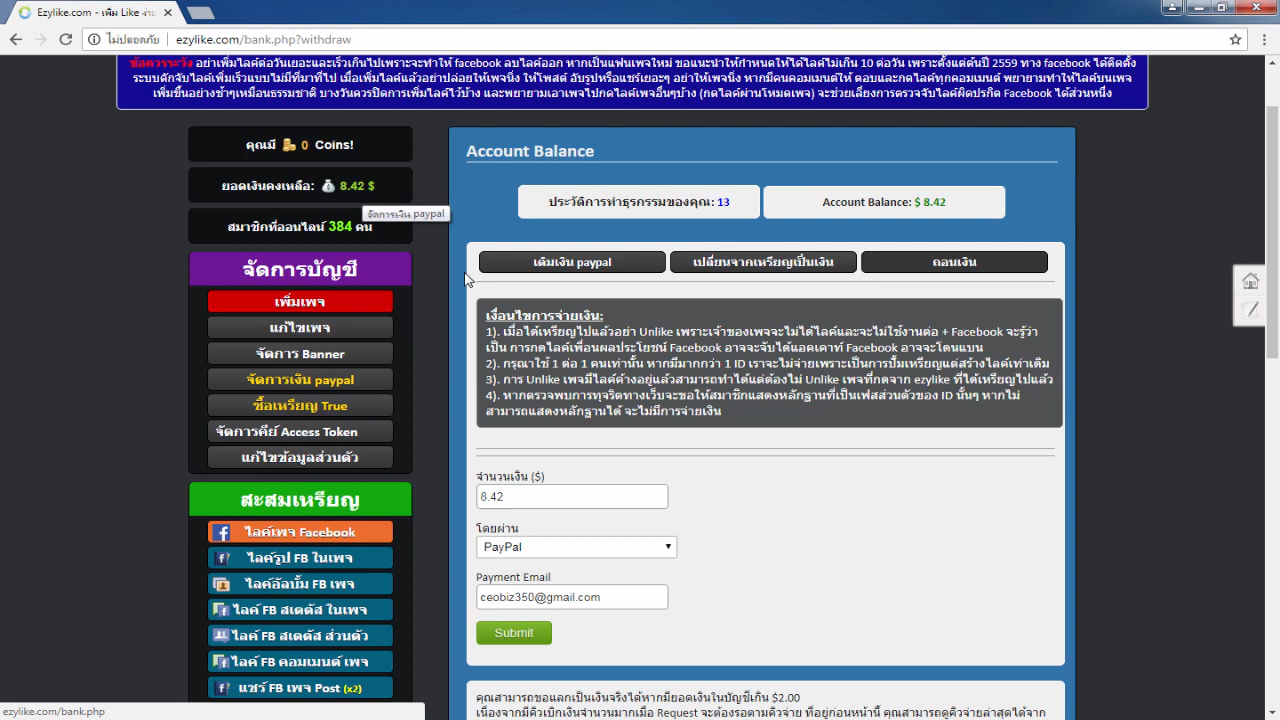 Ezylike.com - เพิ่ม Like ง่าย
ไม่ปลอดภัย
ezylike.com/bank.php?withdraw
ข้อควรระวัง อย่าเพิ่มไลค์ต่อวันเยอะและเร็วเกินไปเพราะจะทำให้ facebook ลบไลค์ออก หากเป็นแฟนเพจใหม่ ขอแนะนำให้กำหนดให้ได้ไลค์ไม่เกิน 10 ต่อวัน เพราะตั้งแต่ต้นปี 2559 ทาง facebook ได้ติดตั้ง
ระบบดักจับไลค์เพิ่มเร็วแบบไม่มีที่มาที่ไป เมื่อเพิ่มไลค์แล้วอย่าปล่อยให้เพจนิ่ง ให้โพสต์ อับรูปหรือแชร์เยอะๆ อย่าให้เพจนิ่ง หากมีคนคอมเมนต์ให้ ตอบและกดไลค์ทุกคอมเมนต์ พยายามทำให้ไลค์บนเพจ
เพิ่มขึ้นอย่างช้าๆเหมือนธรรมชาติ บางวันควรปิดการเพิ่มไลค์ไว้บ้าง และพยายามเอาเพจไปกดไลค์เพจอื่นๆบ้าง (กดไลค์ผ่านโหมดเพจ) จะช่วยเลี่ยงการตรวจจับไลค์ผิดปรกติ Facebook ได้ส่วนหนึ่ง
คุณมี 0 Coins!
ยอดเงินคงเหลือ: 8.42 $
จัดการเงิน paypal
สมาชิกที่ออนไลน์ 384 คน
จัดการบัญชี
เพิ่มเพจ
แก้ไขเพจ
จัดการ Banner
จัดการเงิน paypal
ซื้อเหรียญ True
จัดการคีย์ Access Token
แก้ไขข้อมูลส่วนตัว
สะสมเหรียญ
ไลค์เพจ Facebook
ไลค์รูป FB ในเพจ
ไลค์อัลบั้ม FB เพจ
ไลค์ FB สเตตัส ในเพจ
ไลค์ FB สเตตัส ส่วนตัว
ไลค์ FB คอมเมนต์ เพจ
แชร์ FB เพจ Post (x2)
Account Balance
ประวัติการทำธุรกรรมของคุณ: 13
Account Balance: $ 8.42
เติมเงิน paypal
เปลี่ยนจากเหรียญเป็นเงิน
ถอนเงิน
เงื่อนไขการจ่ายเงิน:
1). เมื่อได้เหรียญไปแล้วอย่า Unlike เพราะเจ้าของเพจจะไม่ได้ไลค์และจะไม่ใช้งานต่อ + Facebook จะรู้ว่า
เป็น การกดไลค์เพื่อนผลประโยชน์ Facebook อาจจะจับได้แอคเคาท์ Facebook อาจจะโดนแบน
2). กรุณาใช้ 1 ต่อ 1 คนเท่านั้น หากมีมากกว่า 1 ID เราจะไม่จ่ายเพราะเป็นการปั๊มเหรียญแต่สร้างไลค์เท่าเดิม
3). การ Unlike เพจมีไลค์ค้างอยู่แล้วสามารถทำได้แต่ต้องไม่ Unlike เพจที่กดจาก ezylike ที่ได้เหรียญไปแล้ว
4). หากตรวจพบการทุจริตทางเว็บจะขอให้สมาชิกแสดงหลักฐานที่เป็นเฟสส่วนตัวของ ID นั้นๆ หากไม่
สามารถแสดงหลักฐานได้ จะไม่มีการจ่ายเงิน
จำนวนเงิน ($)
8.42
โดยผ่าน
PayPal
Payment Email
ceobiz350@gmail.com
Submit
คุณสามารถขอแลกเป็นเงินจริงได้หากมียอดเงินในบัญชีเกิน $2.00
เนื่องจากมีคิวเบิกเงินจำนวนมากเมื่อ Request จะต้องรอตามคิวจ่าย ที่อยู่ก่อนหน้านี้ คุณสามารถดูคิวจ่ายล่าสุดได้จาก
ezylike.com/bank.php